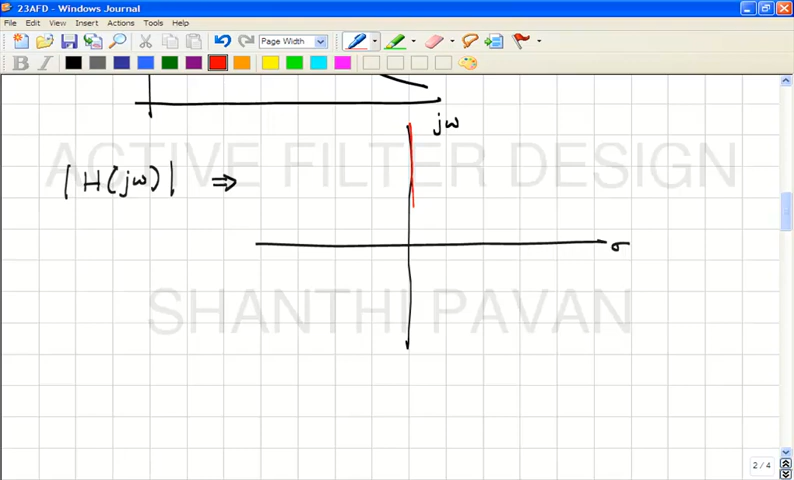 23AFD - Windows Journal
File Edit View Insert Actions Tools Help
Page Width
B I
jω
ACTIVE FILTER DESIGN
|H(jω)| ⇒
σ
SHANTHI PAVAN
2 / 4